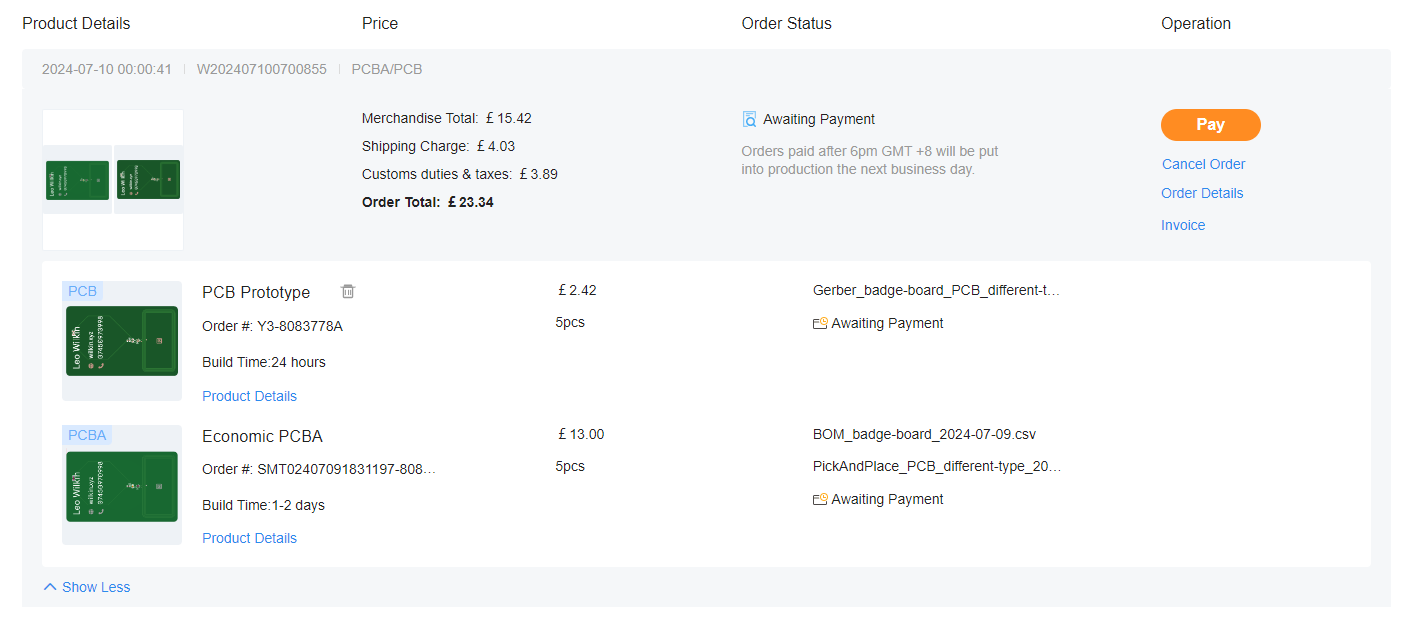 Product Details Price Order Status Operation
2024-07-10 00:00:41 W202407100700855 PCBA/PCB
Merchandise Total: £ 15.42
Shipping Charge: £ 4.03
Customs duties & taxes: £ 3.89
Order Total: £ 23.34
Awaiting Payment
Orders paid after 6pm GMT +8 will be put
into production the next business day.
Pay
Cancel Order
Order Details
Invoice
PCB
Leo Wilkin
wilkin.xyz
PCB Prototype
Order #: Y3-8083778A
Build Time:24 hours
Product Details
£ 2.42
5pcs
Gerber_badge-board_PCB_different-t...
Awaiting Payment
PCBA
Leo Wilkin
wilkin.xyz
Economic PCBA
Order #: SMT02407091831197-808...
Build Time:1-2 days
Product Details
£ 13.00
5pcs
BOM_badge-board_2024-07-09.csv
PickAndPlace_PCB_different-type_20...
Awaiting Payment
Show Less